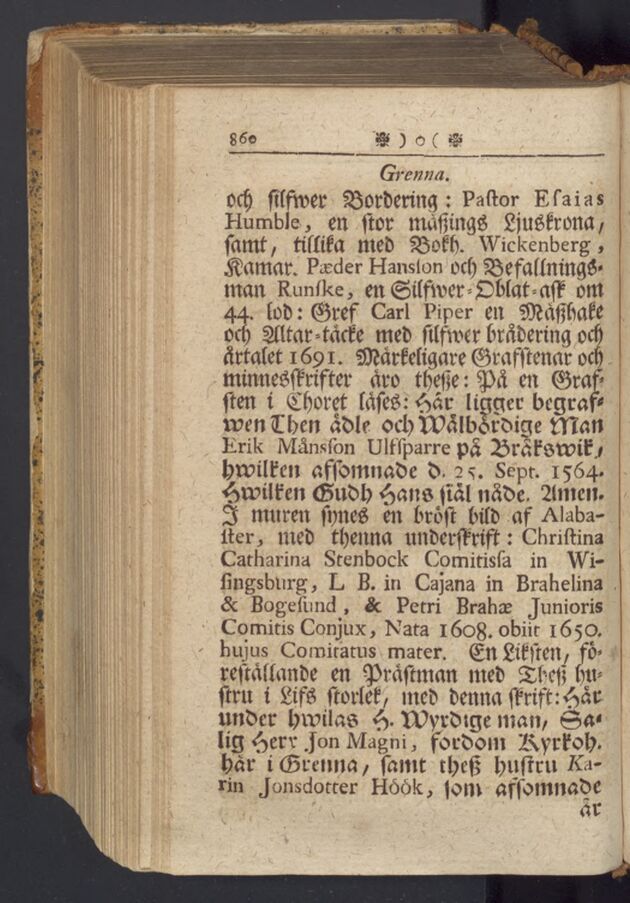 860 ❀ ) o ( ❀
Grenna.
och silfwer Bordering: Pastor Esaias
Humble, en stor mäßings Ljuskrona,
samt, tillika med Bokh. Wickenberg,
Kamar. Pæder Hansson och Befallnings-
man Runske, en Silfwer-Oblat-ask om
44. lod: Gref Carl Piper en Mäßhake
och Altar-täcke med silfwer brådering och
årtalet 1691. Märkeligare Grafstenar och
minnesskrifter äro theße: På en Graf-
sten i Choret läses: Här ligger begraf-
wen Then ädle och Wälbördige Man
Erik Månsson Ulfsparre på Bråkswik,
hwilken afsomnade d. 25. Sept. 1564.
Hwilken Gudh Hans siäl nåde. Amen.
I muren synes en bröst bild af Alaba-
ster, med thenna underskrift: Christina
Catharina Stenbock Comitissa in Wi-
singsburg, L B. in Cajana in Brahelina
& Bogesund, & Petri Brahæ Junioris
Comitis Conjux, Nata 1608. obiit 1650.
hujus Comitatus mater. En Liksten, fö-
reställande en Prästman med Theß hu-
stru i Lifs storlek, med denna skrift: Här
under hwilas H. Wyrdige man, Sa-
lig Herr Jon Magni, fordom Kyrkoh.
här i Grenna, samt theß hustru Ka-
rin Jonsdotter Höök, som afsomnade
år